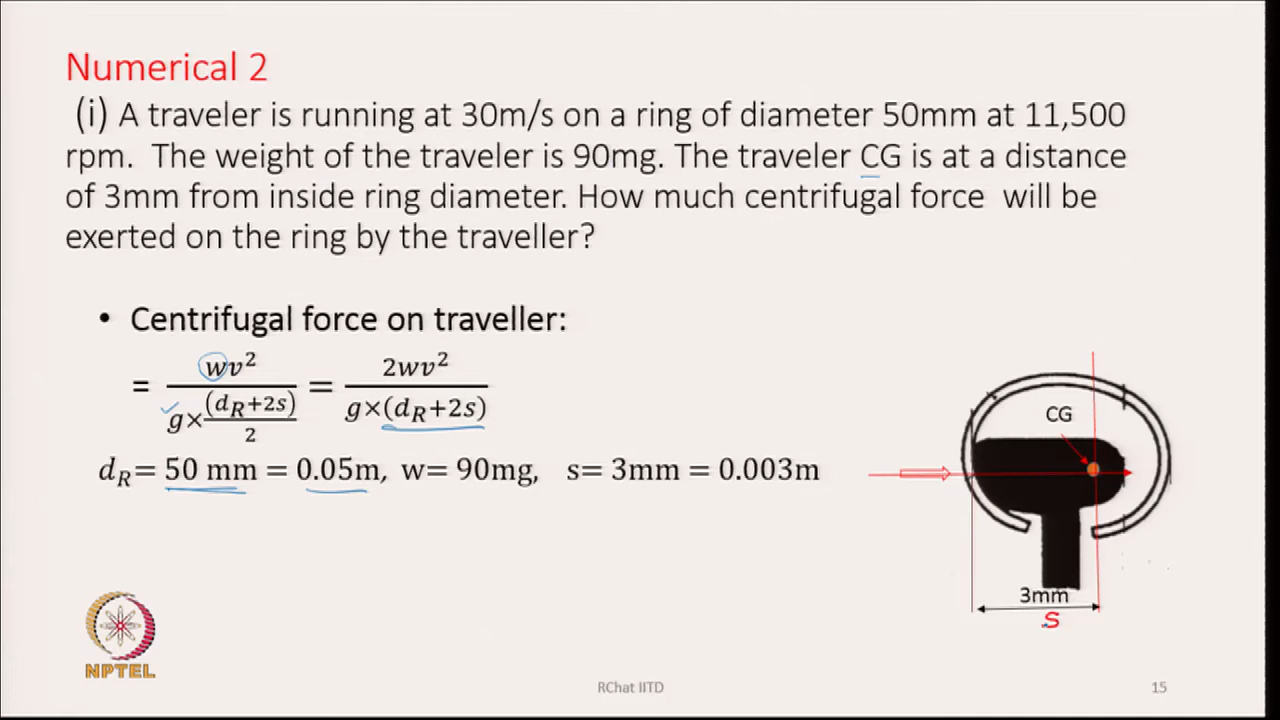 Numerical 2
(i) A traveler is running at 30m/s on a ring of diameter 50mm at 11,500
rpm. The weight of the traveler is 90mg. The traveler CG is at a distance
of 3mm from inside ring diameter. How much centrifugal force will be
exerted on the ring by the traveller?
• Centrifugal force on traveller:
= wv²/(g×(d_R+2s)/2) = 2wv²/(g×(d_R+2s))
d_R= 50 mm = 0.05m, w= 90mg, s= 3mm = 0.003m
CG
3mm
S
NPTEL
RChat IITD
15